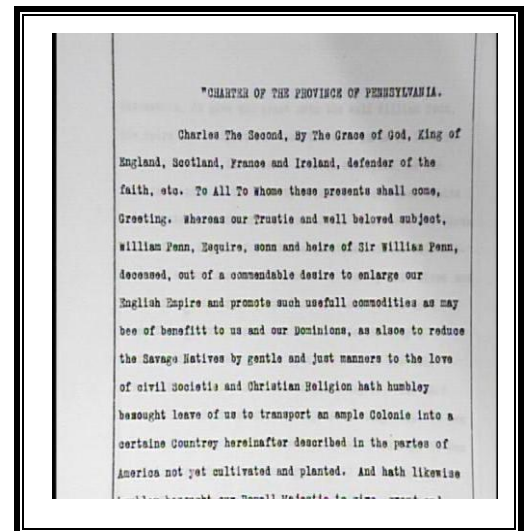 "CHARTER OF THE PROVINCE OF PENNSYLVANIA.
Charles The Second, By The Grace of God, King of
England, Scotland, France and Ireland, defender of the
faith, etc. To All To Whome these presents shall come,
Greeting. Whereas our Trustie and well beloved subject,
William Penn, Esquire, sonn and heire of Sir William Penn,
deceased, out of a commendable desire to enlarge our
English Empire and promote such usefull commodities as may
bee of benefitt to us and our Dominions, as alsoe to reduce
the Savage Natives by gentle and just manners to the love
of civil Societie and Christian Religion hath humbley
besought leave of us to transport an ample Colonie into a
certaine Countrey hereinafter described in the partes of
America not yet cultivated and planted. And hath likewise